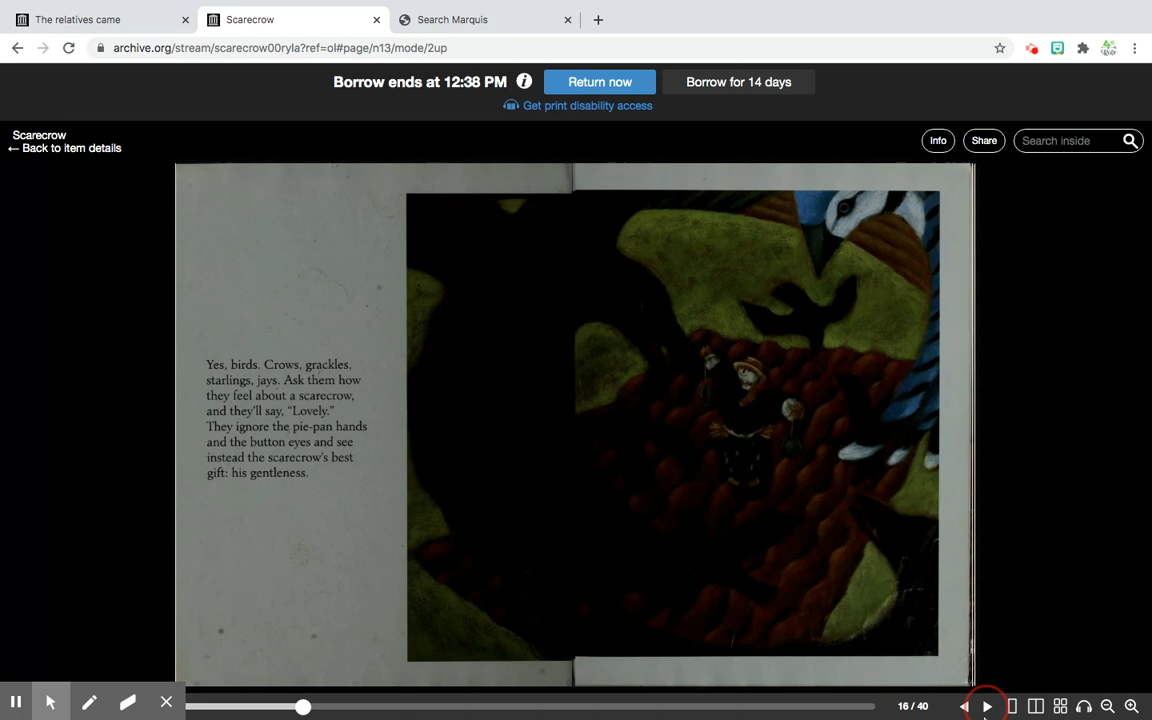 The relatives came
Scarecrow
Search Marquis
archive.org/stream/scarecrow00ryla?ref=ol#page/n13/mode/2up
Borrow ends at 12:38 PM
Return now
Borrow for 14 days
Get print disability access
Scarecrow
← Back to item details
Info
Share
Search inside
Yes, birds. Crows, grackles,
starlings, jays. Ask them how
they feel about a scarecrow,
and they'll say, "Lovely."
They ignore the pie-pan hands
and the button eyes and see
instead the scarecrow's best
gift: his gentleness.
16 / 40